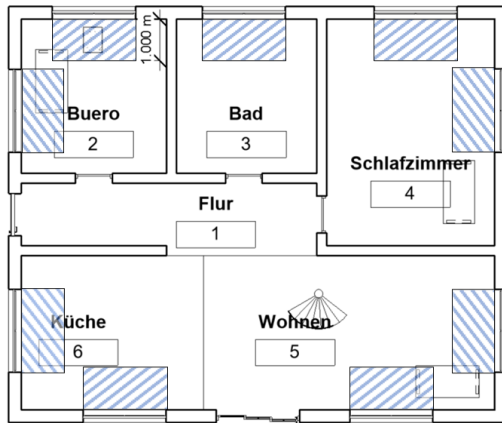 1.000 m
Buero
2
Bad
3
Schlafzimmer
4
Flur
1
Küche
6
Wohnen
5